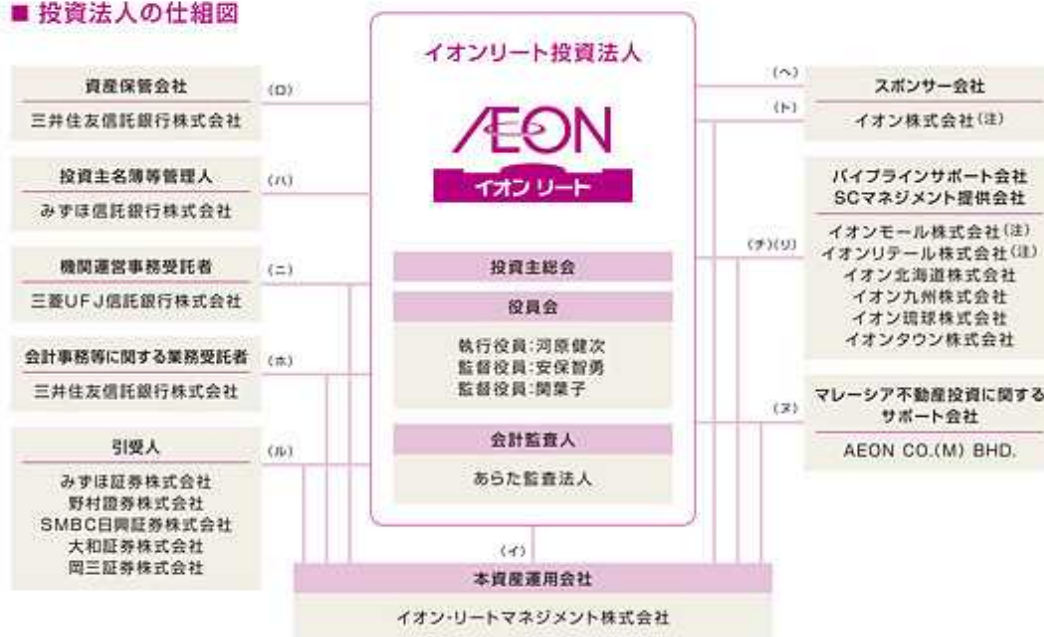 ■ 投資法人の仕組図
資産保管会社
三井住友信託銀行株式会社
(ロ)
投資主名簿等管理人
みずほ信託銀行株式会社
(ハ)
機関運営事務受託者
三菱UFJ信託銀行株式会社
(ニ)
会計事務等に関する業務受託者
三井住友信託銀行株式会社
(ホ)
引受人
みずほ証券株式会社
野村證券株式会社
SMBC日興証券株式会社
大和証券株式会社
岡三証券株式会社
(ル)
イオンリート投資法人
ÆON
イオン リート
投資主総会
役員会
執行役員:河原健次
監督役員:安保智勇
監督役員:関葉子
会計監査人
あらた監査法人
(イ)
本資産運用会社
イオン・リートマネジメント株式会社
(ヘ)
(ト)
スポンサー会社
イオン株式会社(注)
(チ)(リ)
パイプラインサポート会社
SCマネジメント提供会社
イオンモール株式会社(注)
イオンリテール株式会社(注)
イオン北海道株式会社
イオン九州株式会社
イオン琉球株式会社
イオンタウン株式会社
(ヌ)
マレーシア不動産投資に関する
サポート会社
AEON CO.(M) BHD.